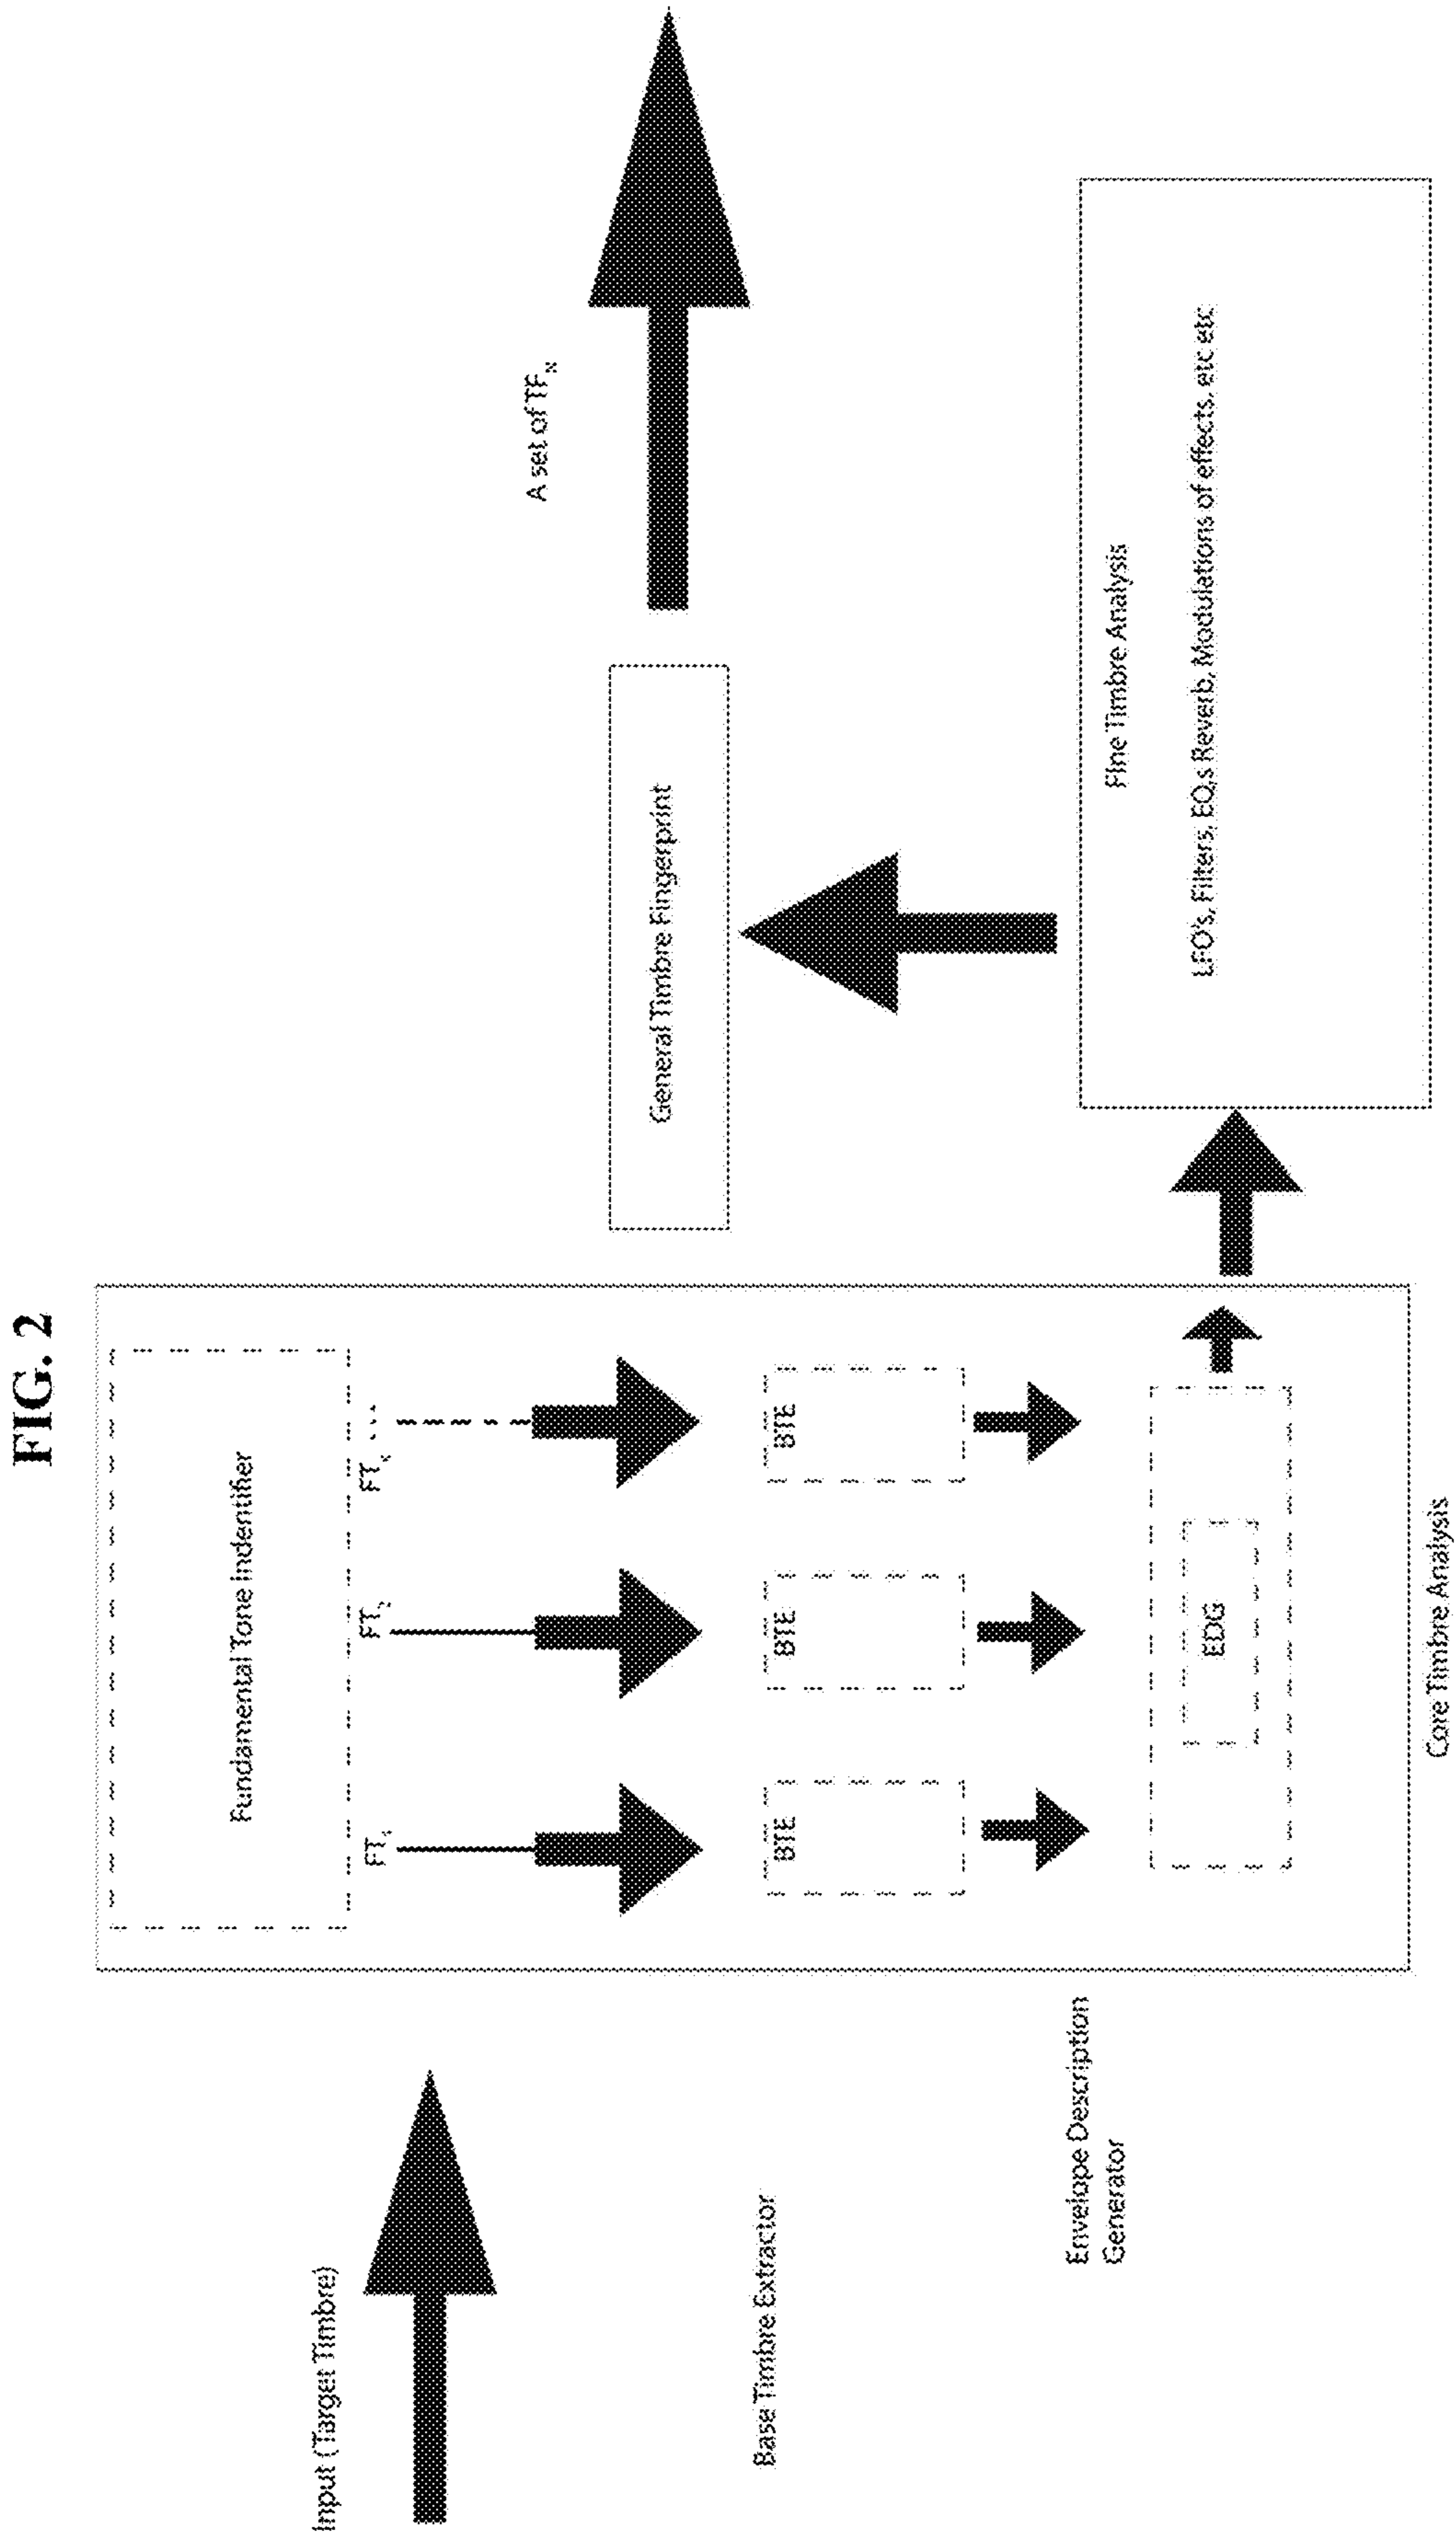 FIG. 2
Input (Target Timbre)
Fundamental Tone Indentifier
FT1
FT2
FTx
...
Base Timbre Extractor
BTE
BTE
BTE
Envelope Description
Generator
EDG
Core Timbre Analysis
General Timbre Fingerprint
A set of TFN
Fine Timbre Analysis
LFO's, Filters, EQ,s Reverb, Modulations of effects, etc etc